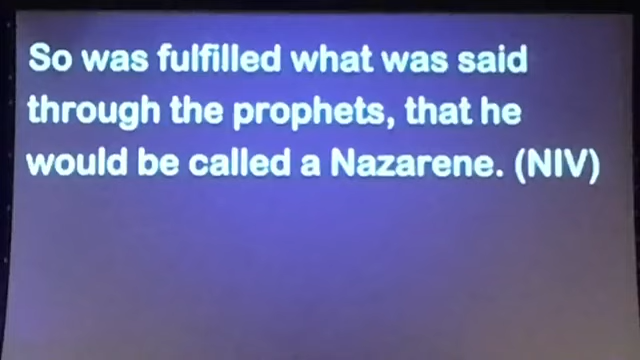 So was fulfilled what was said
through the prophets, that he
would be called a Nazarene. (NIV)